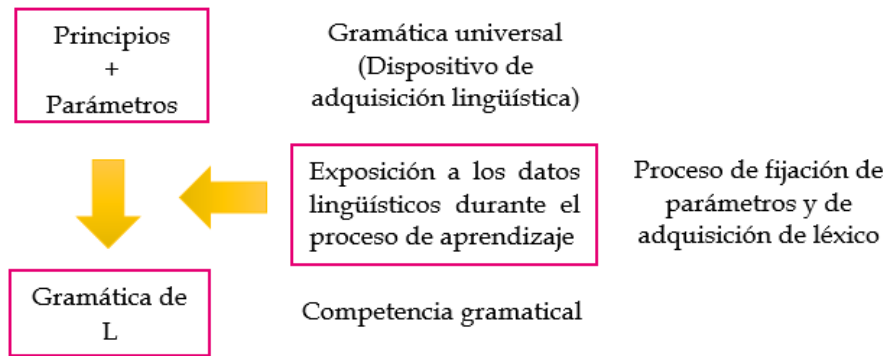 Principios
+
Parámetros
Gramática universal
(Dispositivo de
adquisición lingüística)
Exposición a los datos
lingüísticos durante el
proceso de aprendizaje
Proceso de fijación de
parámetros y de
adquisición de léxico
Gramática de
L
Competencia gramatical